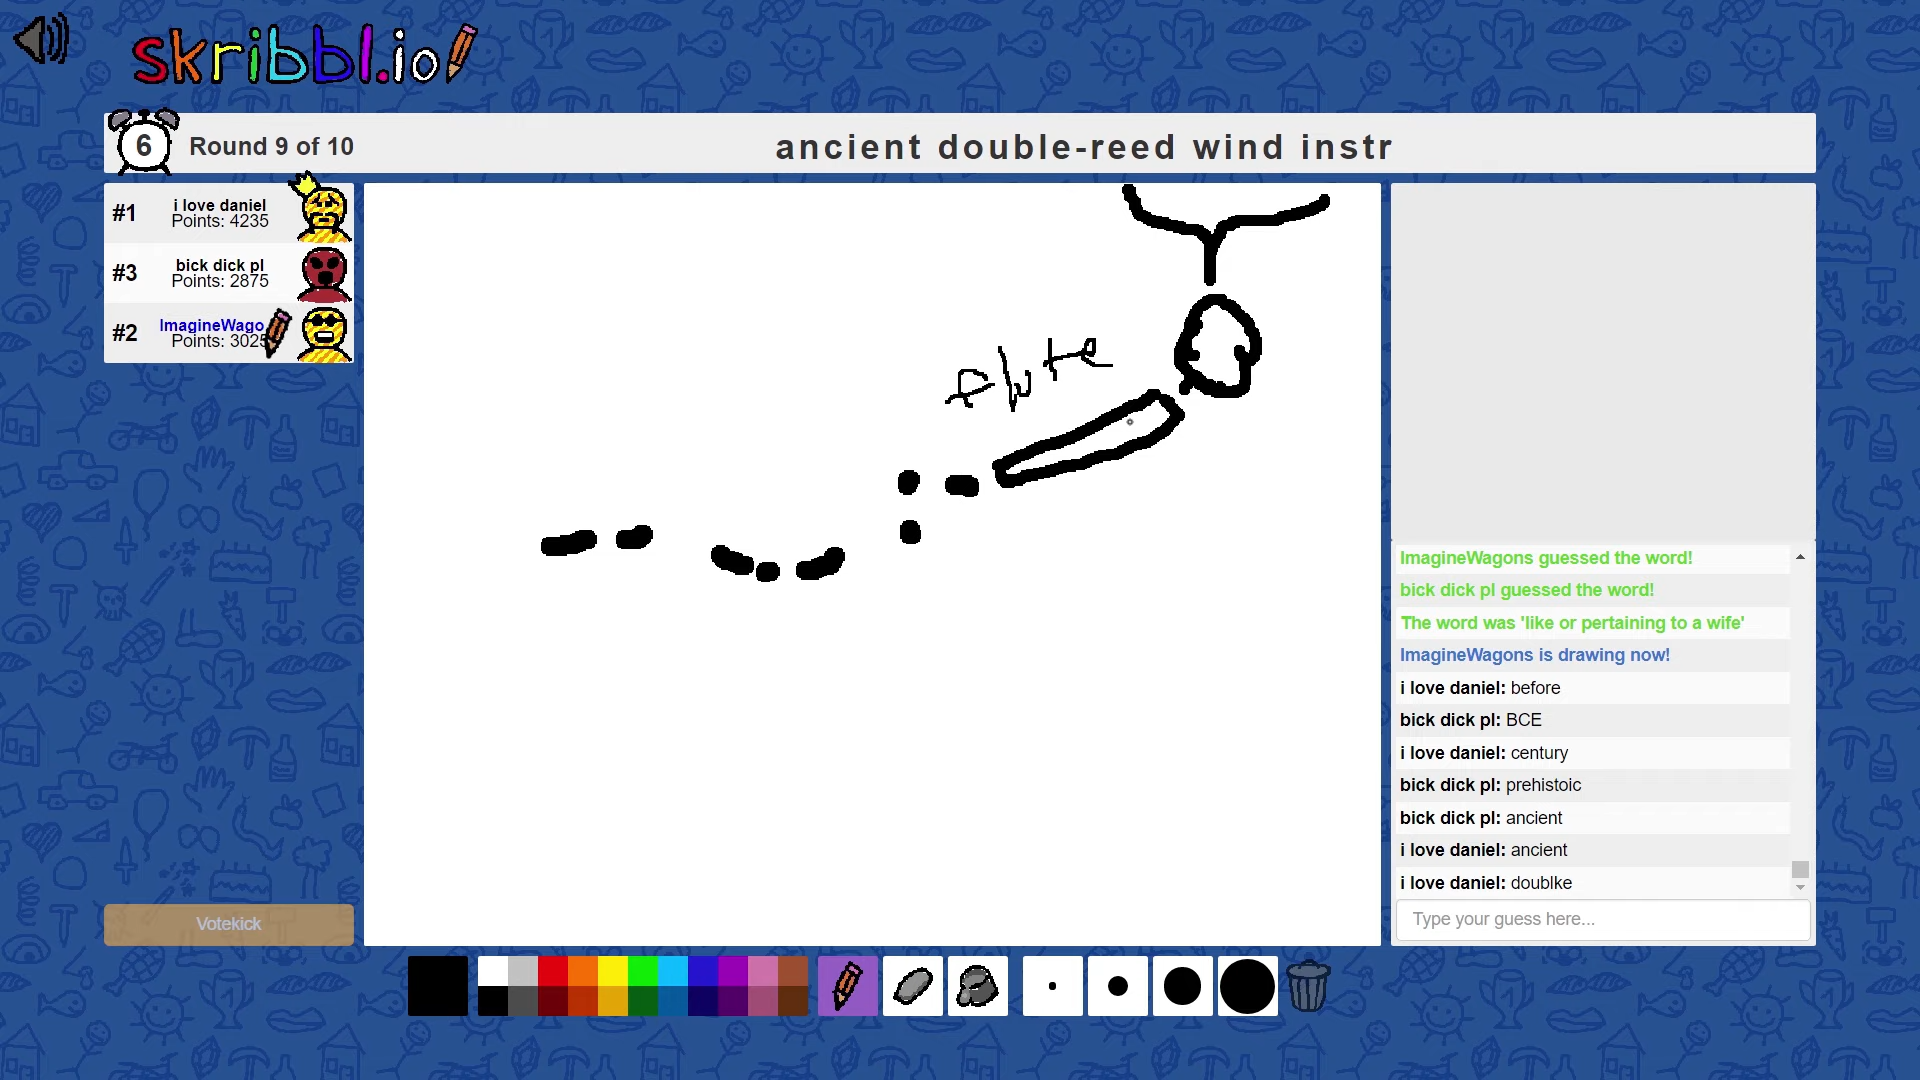 skribbl.io
6
Round 9 of 10
ancient double-reed wind instr
#1
i love daniel
Points: 4235
#3
bick dick pl
Points: 2875
#2
ImagineWago
Points: 3025
flute
ImagineWagons guessed the word!
bick dick pl guessed the word!
The word was 'like or pertaining to a wife'
ImagineWagons is drawing now!
i love daniel: before
bick dick pl: BCE
i love daniel: century
bick dick pl: prehistoic
bick dick pl: ancient
i love daniel: ancient
i love daniel: doublke
Type your guess here...
Votekick